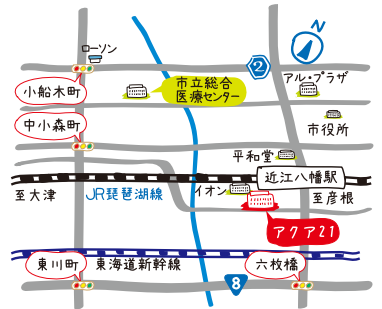 N
ローソン
2
アル・プラザ
小船木町
市立総合
医療センター
中小森町
市役所
平和堂
近江八幡駅
至大津
JR琵琶湖線
イオン
至彦根
アクア21
東川町
東海道新幹線
六枚橋
8